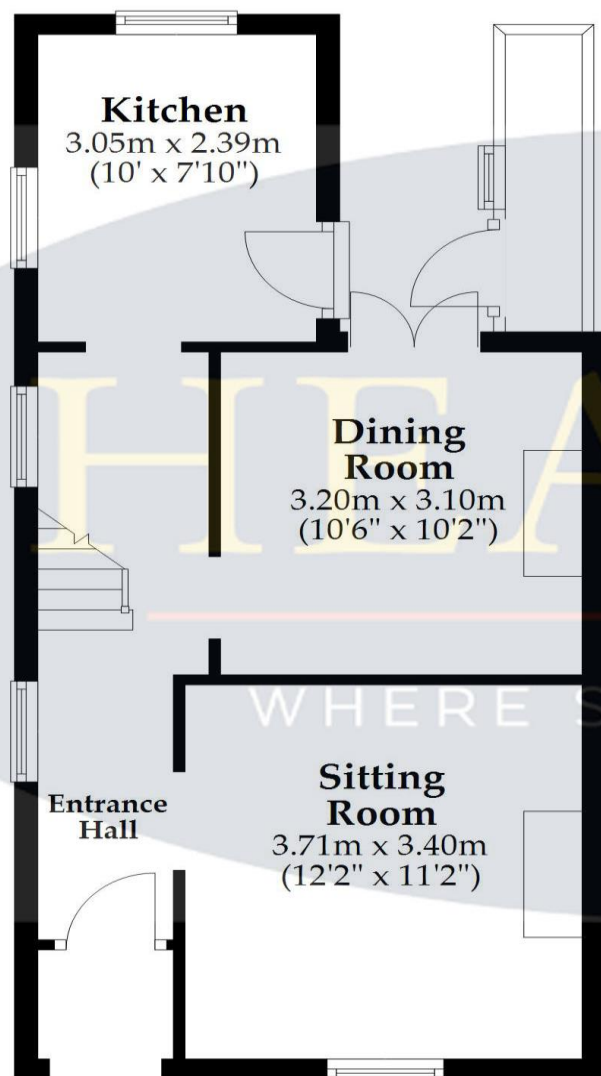 Kitchen
3.05m x 2.39m
(10' x 7'10")
Dining
Room
3.20m x 3.10m
(10'6" x 10'2")
HEA
WHERE S
Sitting
Room
3.71m x 3.40m
(12'2" x 11'2")
Entrance
Hall